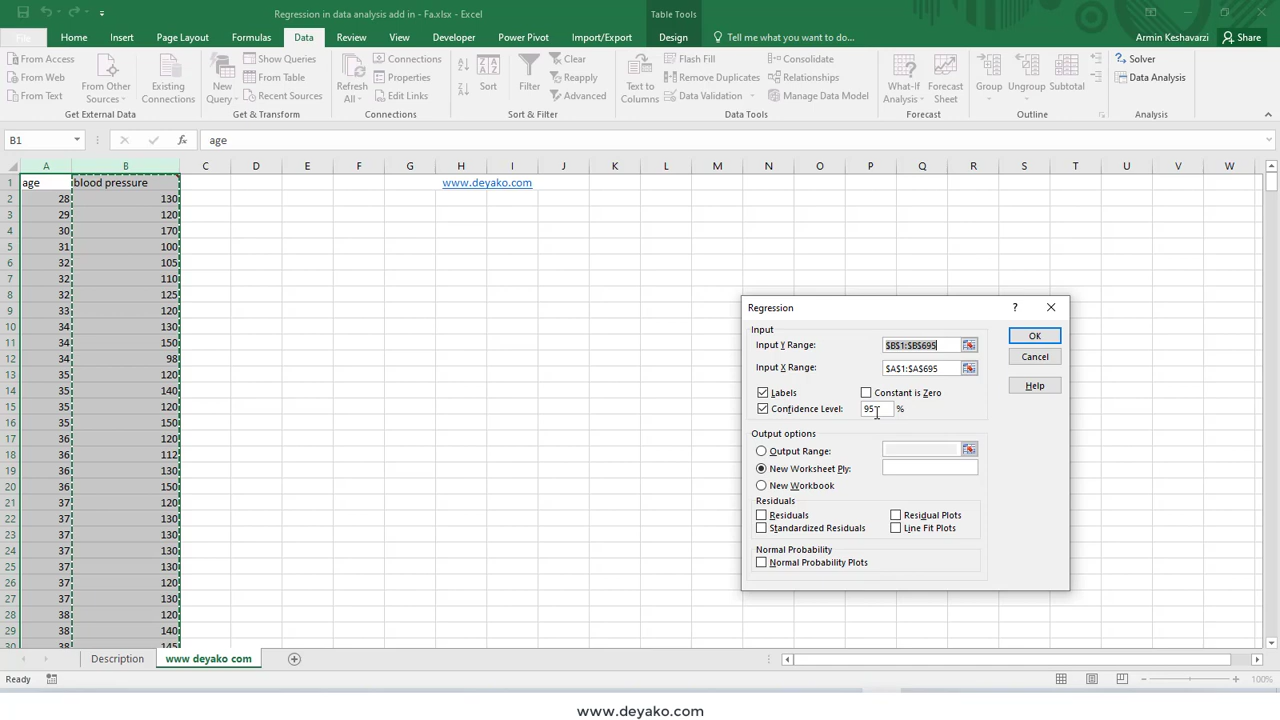 Regression in data analysis add in - Fa.xlsx - Excel
Table Tools
File Home Insert Page Layout Formulas Data Review View Developer Power Pivot Import/Export Design Tell me what you want to do... Armin Keshavarzi Share
From Access
From Web
From Text
From Other Sources
Existing Connections
Get External Data
New Query
Show Queries
From Table
Recent Sources
Get & Transform
Refresh All
Connections
Properties
Edit Links
Connections
Sort
Filter
Clear
Reapply
Advanced
Sort & Filter
Text to Columns
Flash Fill
Remove Duplicates
Data Validation
Consolidate
Relationships
Manage Data Model
Data Tools
What-If Analysis
Forecast Sheet
Forecast
Group
Ungroup
Subtotal
Outline
Solver
Data Analysis
Analysis
B1 fx age
A B C D E F G H I J K L M N O P Q R S T U V W
1 age blood pressure www.deyako.com
2 28 130
3 29 120
4 30 170
5 31 100
6 32 105
7 32 110
8 32 125
9 33 120
10 34 130
11 34 150
12 34 98
13 35 120
14 35 140
15 35 120
16 35 150
17 36 120
18 36 112
19 36 130
20 36 150
21 37 120
22 37 130
23 37 130
24 37 130
25 37 130
26 37 120
27 37 130
28 38 120
29 38 140
30 38 145
Regression
?
Input
Input Y Range: $B$1:$B$695
Input X Range: $A$1:$A$695
Labels Constant is Zero
Confidence Level: 95 %
Output options
Output Range:
New Worksheet Ply:
New Workbook
Residuals
Residuals Residual Plots
Standardized Residuals Line Fit Plots
Normal Probability
Normal Probability Plots
OK
Cancel
Help
Description www deyako com
Ready 100%
www.deyako.com